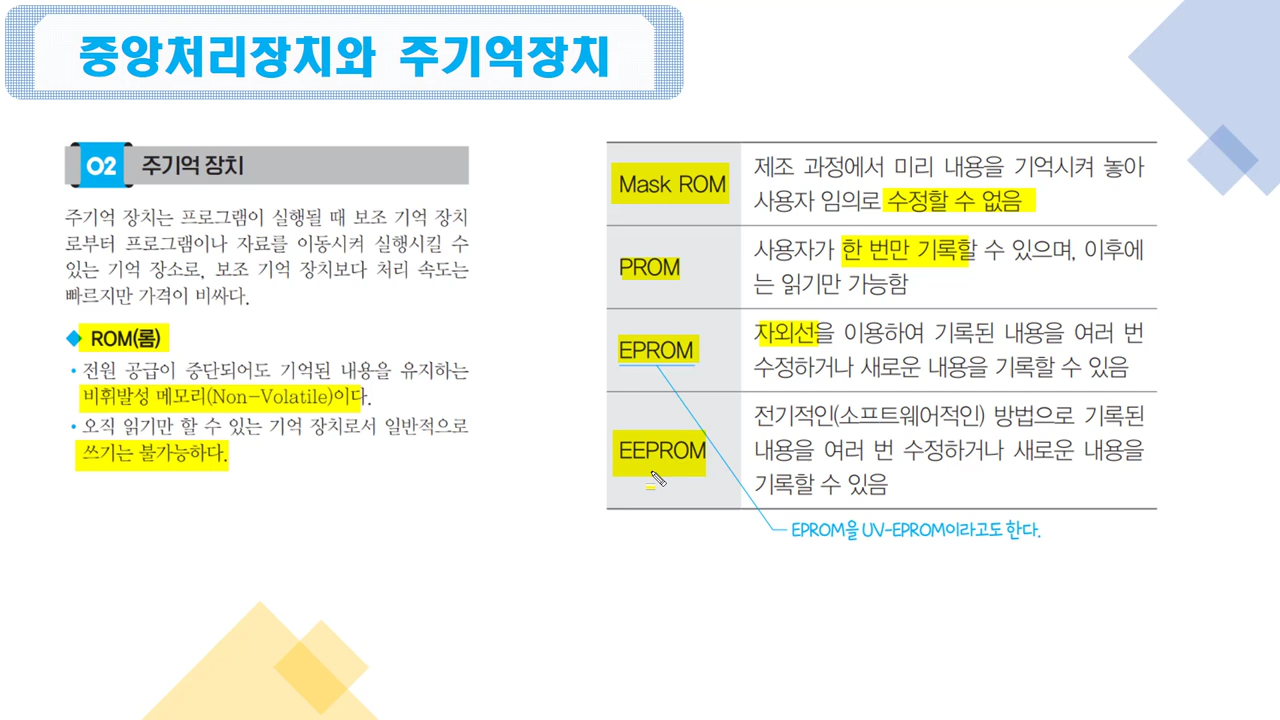 중앙처리장치와 주기억장치
02 주기억 장치
주기억 장치는 프로그램이 실행될 때 보조 기억 장치
로부터 프로그램이나 자료를 이동시켜 실행시킬 수
있는 기억 장소로, 보조 기억 장치보다 처리 속도는
빠르지만 가격이 비싸다.
◆ ROM(롬)
• 전원 공급이 중단되어도 기억된 내용을 유지하는
비휘발성 메모리(Non-Volatile)이다.
• 오직 읽기만 할 수 있는 기억 장치로서 일반적으로
쓰기는 불가능하다.
Mask ROM
제조 과정에서 미리 내용을 기억시켜 놓아
사용자 임의로 수정할 수 없음
PROM
사용자가 한 번만 기록할 수 있으며, 이후에
는 읽기만 가능함
EPROM
자외선을 이용하여 기록된 내용을 여러 번
수정하거나 새로운 내용을 기록할 수 있음
EEPROM
전기적인(소프트웨어적인) 방법으로 기록된
내용을 여러 번 수정하거나 새로운 내용을
기록할 수 있음
EPROM을 UV-EPROM이라고도 한다.